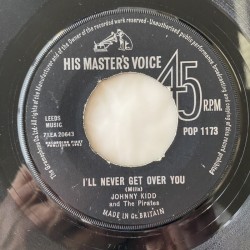 HIS MASTER'S VOICE
45
R.P.M.
POP 1173
LEEDS
MUSIC
7XEA 20643
I'LL NEVER GET OVER YOU
(Mills)
JOHNNY KIDD
and The Pirates
MADE IN GT. BRITAIN